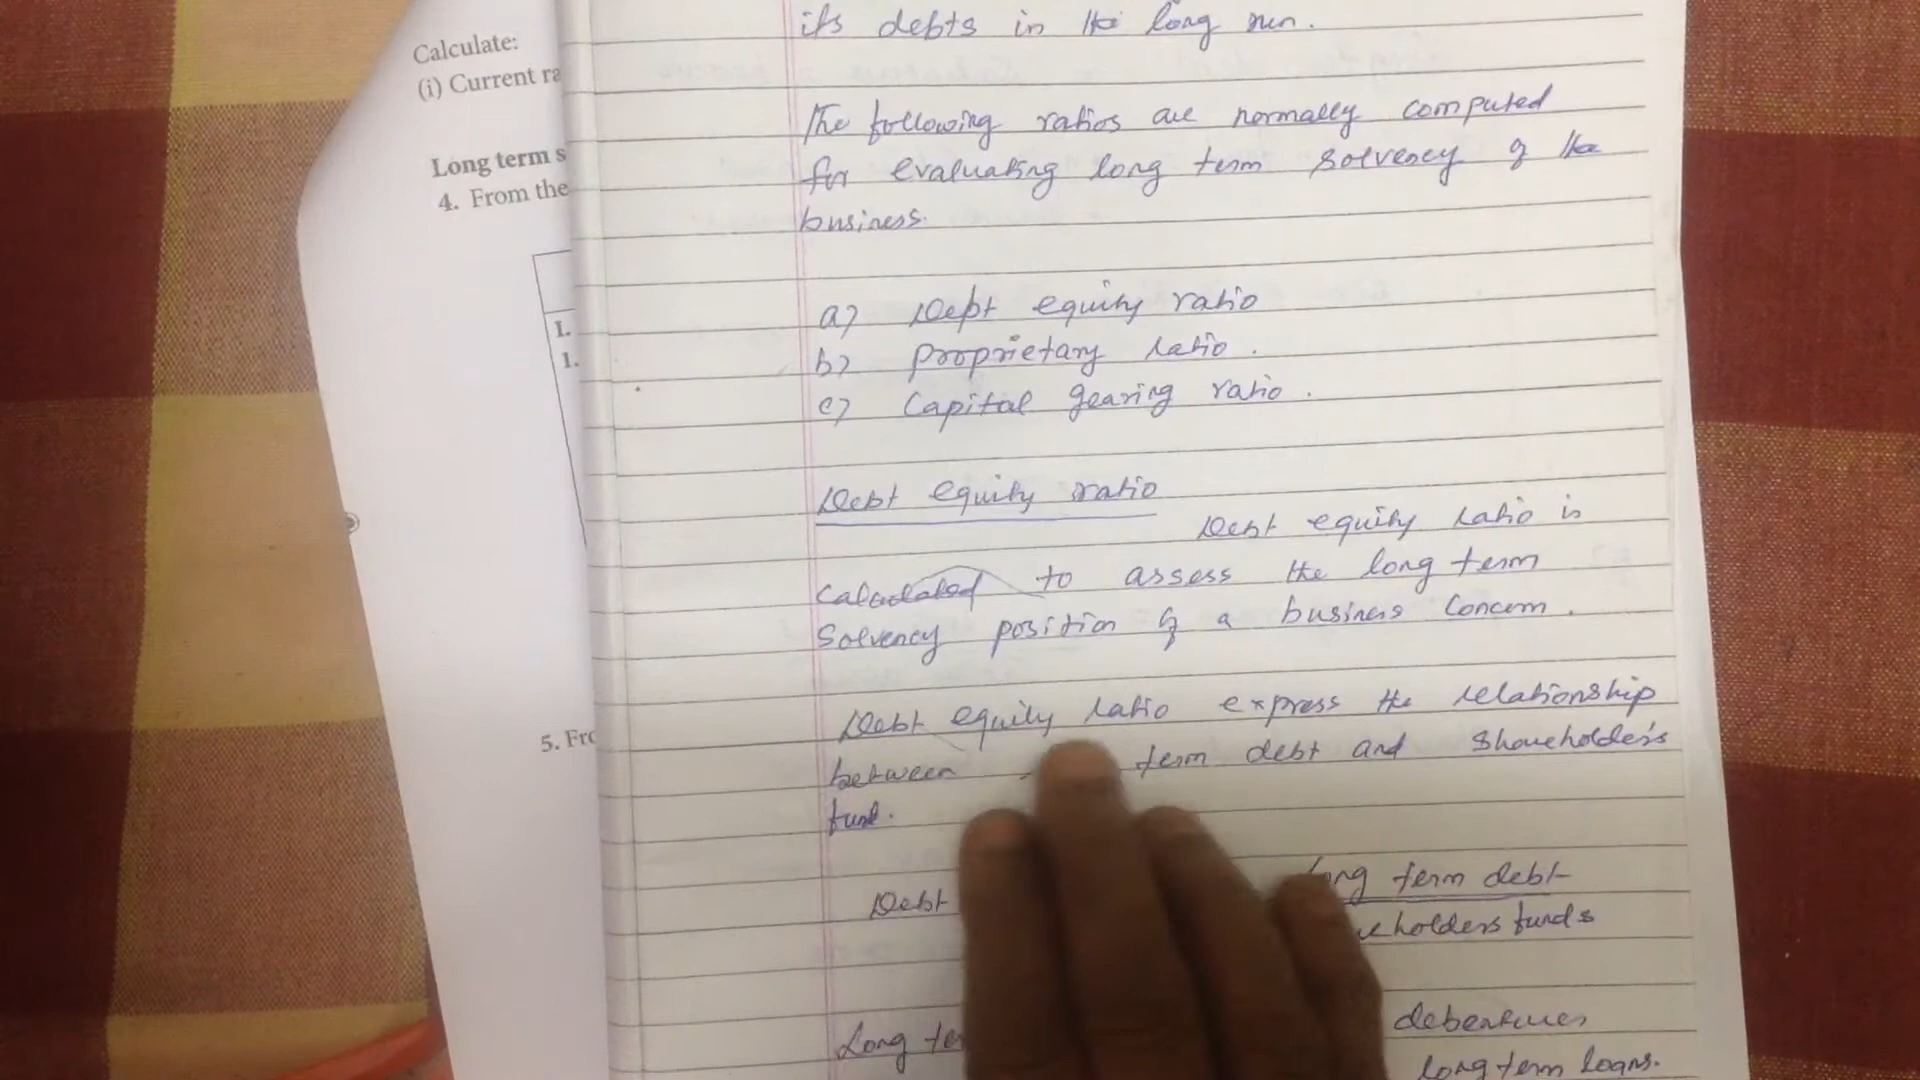 Calculate:
(i) Current ra
Long term s
4. From the
1.
1.
5. Fro
its debts in the long run.
The following ratios are normally computed
for evaluating long term solvency of the
business.
a) Dept equity ratio
b) Proprietary ratio.
c) Capital gearing ratio.
Debt equity ratio
Debt equity ratio is
calculated to assess the long term
solvency position of a business concern.
Debt equity ratio express the relationship
between term debt and shareholder's
fund.
Debt long term debt
holders funds
Long te debentures
long term loans.